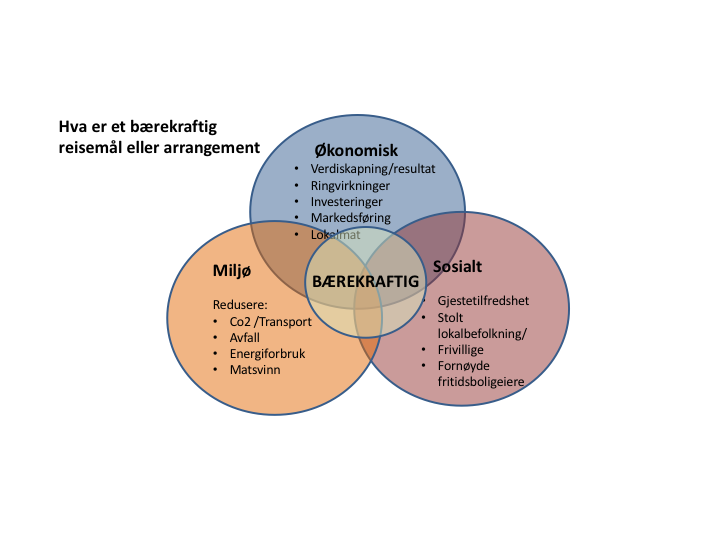 Hva er et bærekraftig
reisemål eller arrangement
Økonomisk
• Verdiskapning/resultat
• Ringvirkninger
• Investeringer
• Markedsføring
• Lokalmat
Miljø
Redusere:
• Co2 /Transport
• Avfall
• Energiforbruk
• Matsvinn
BÆREKRAFTIG
Sosialt
• Gjestetilfredshet
• Stolt
lokalbefolkning/
• Frivillige
• Fornøyde
fritidsboligeiere